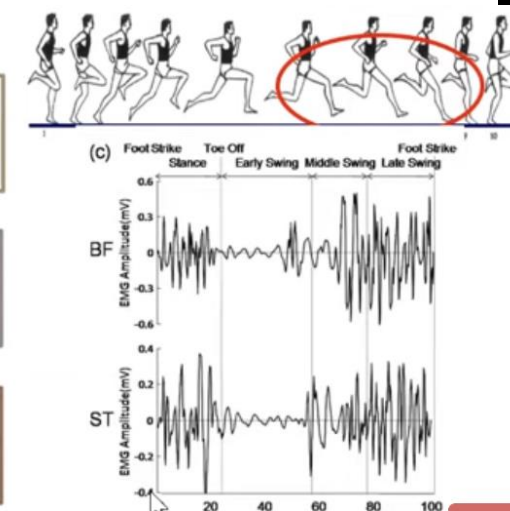 (c) Foot Strike Toe Off Foot Strike
Stance Early Swing Middle Swing Late Swing
0.6
0.3
BF
EMG Amplitude(mV)
0
-0.3
-0.6
0.4
0.2
ST
EMG Amplitude(mV)
0
-0.2
-0.4
20 40 60 80 100